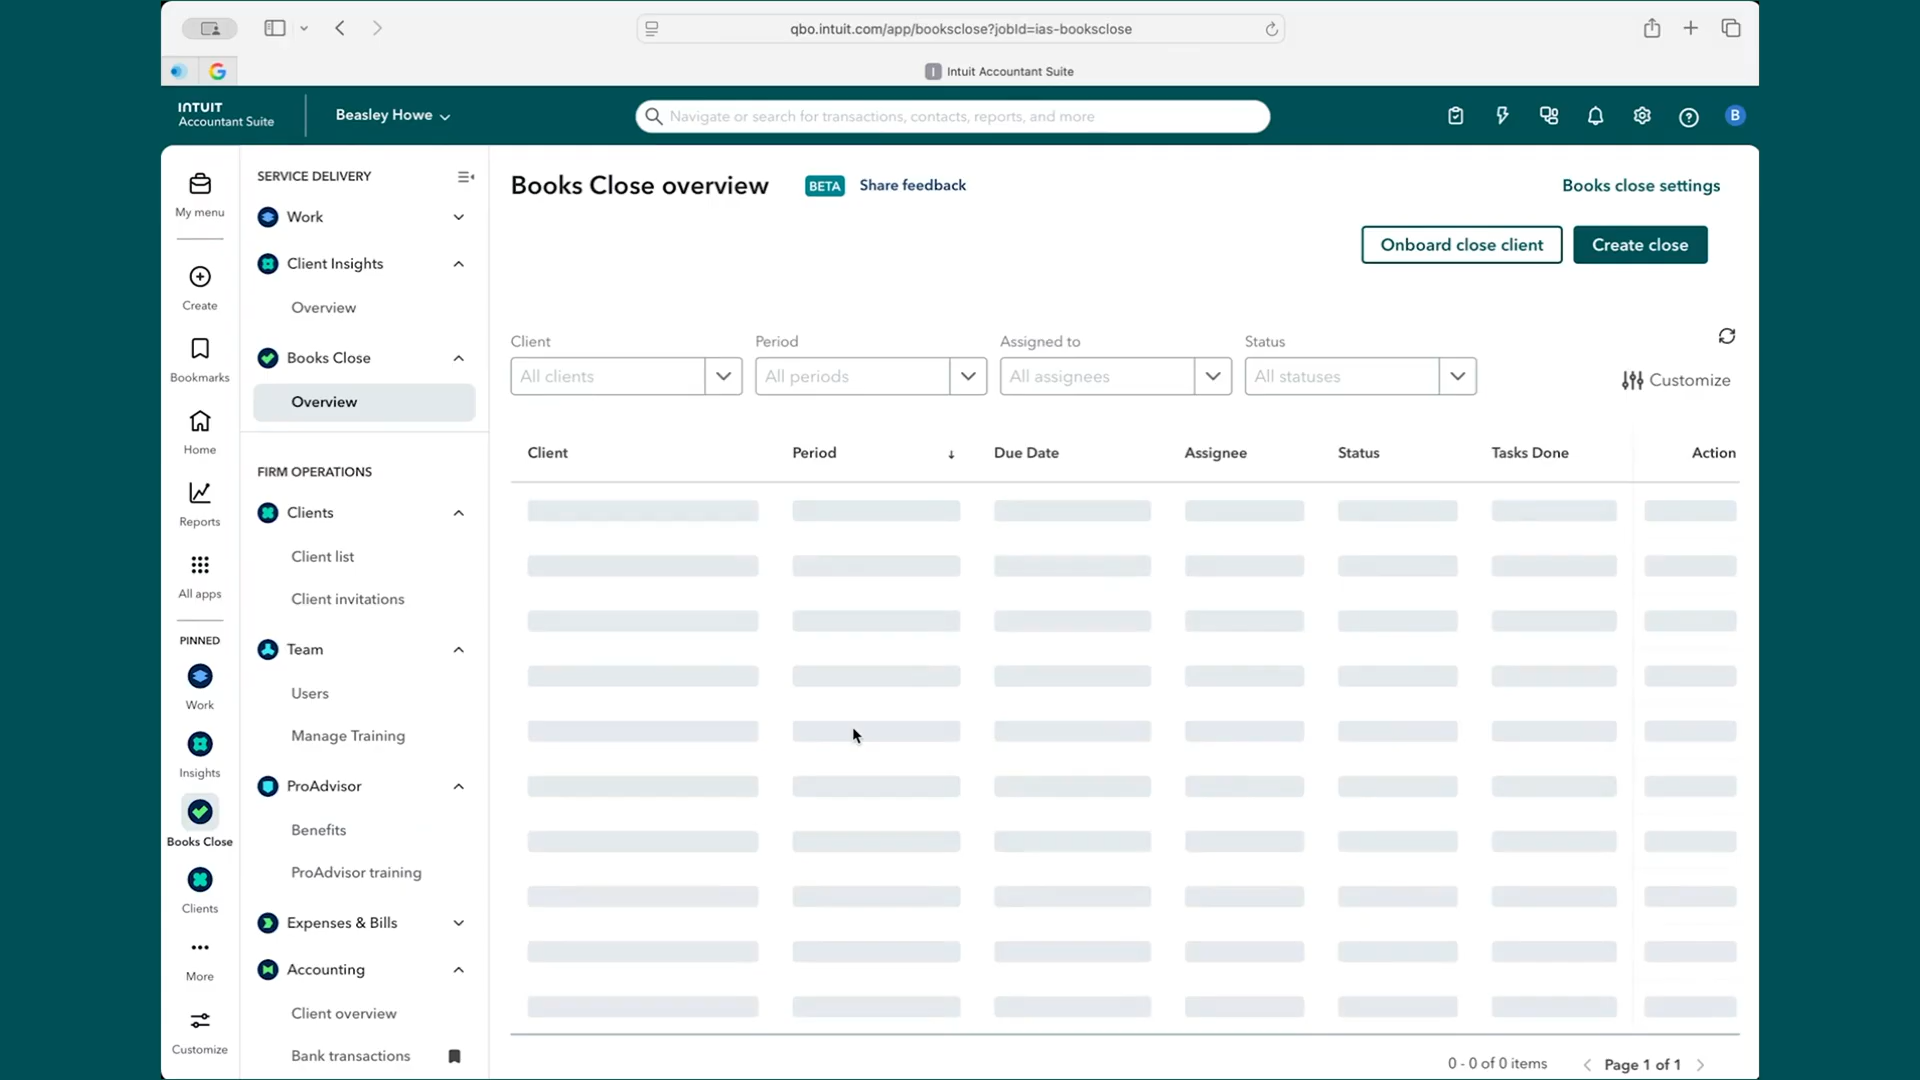 qbo.intuit.com/app/booksclose?jobId=ias-booksclose
G
I Intuit Accountant Suite
INTUIT
Accountant Suite
Beasley Howe
Navigate or search for transactions, contacts, reports, and more
B
My menu
Create
Bookmarks
Home
Reports
All apps
PINNED
Work
Insights
Books Close
Clients
More
Customize
SERVICE DELIVERY
Work
Client Insights
Overview
Books Close
Overview
FIRM OPERATIONS
Clients
Client list
Client invitations
Team
Users
Manage Training
ProAdvisor
Benefits
ProAdvisor training
Expenses & Bills
Accounting
Client overview
Bank transactions
Books Close overview BETA Share feedback Books close settings
Onboard close client Create close
Client Period Assigned to Status
All clients All periods All assignees All statuses Customize
Client Period ↓ Due Date Assignee Status Tasks Done Action
0 - 0 of 0 items < Page 1 of 1 >